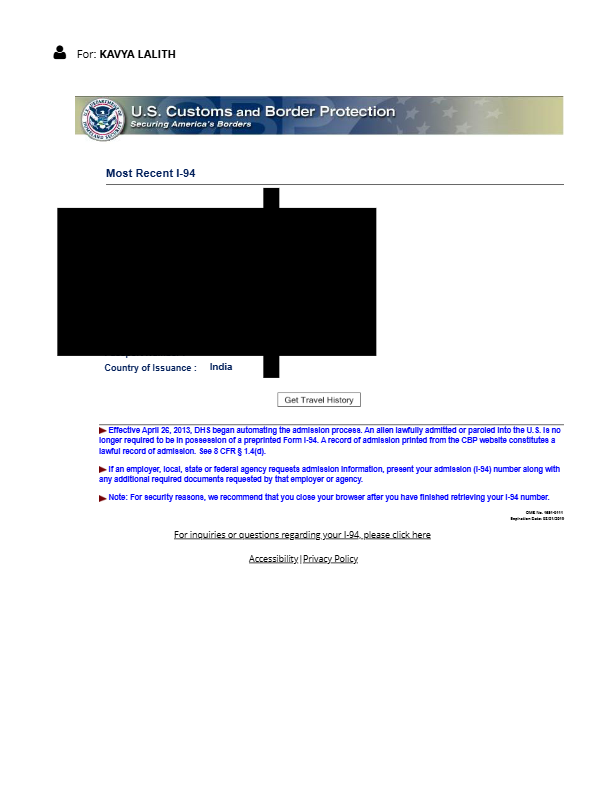 For: KAVYA LALITH
U.S. Customs and Border Protection
Securing America's Borders
Most Recent I-94
Country of Issuance : India
Get Travel History
Effective April 26, 2013, DHS began automating the admission process. An alien lawfully admitted or paroled into the U.S. is no
longer required to be in possession of a preprinted Form I-94. A record of admission printed from the CBP website constitutes a
lawful record of admission. See 8 CFR § 1.4(d).
If an employer, local, state or federal agency requests admission information, present your admission (I-94) number along with
any additional required documents requested by that employer or agency.
Note: For security reasons, we recommend that you close your browser after you have finished retrieving your I-94 number.
OMB No. 1651-0111
For inquiries or questions regarding your I-94, please click here
Accessibility|Privacy Policy